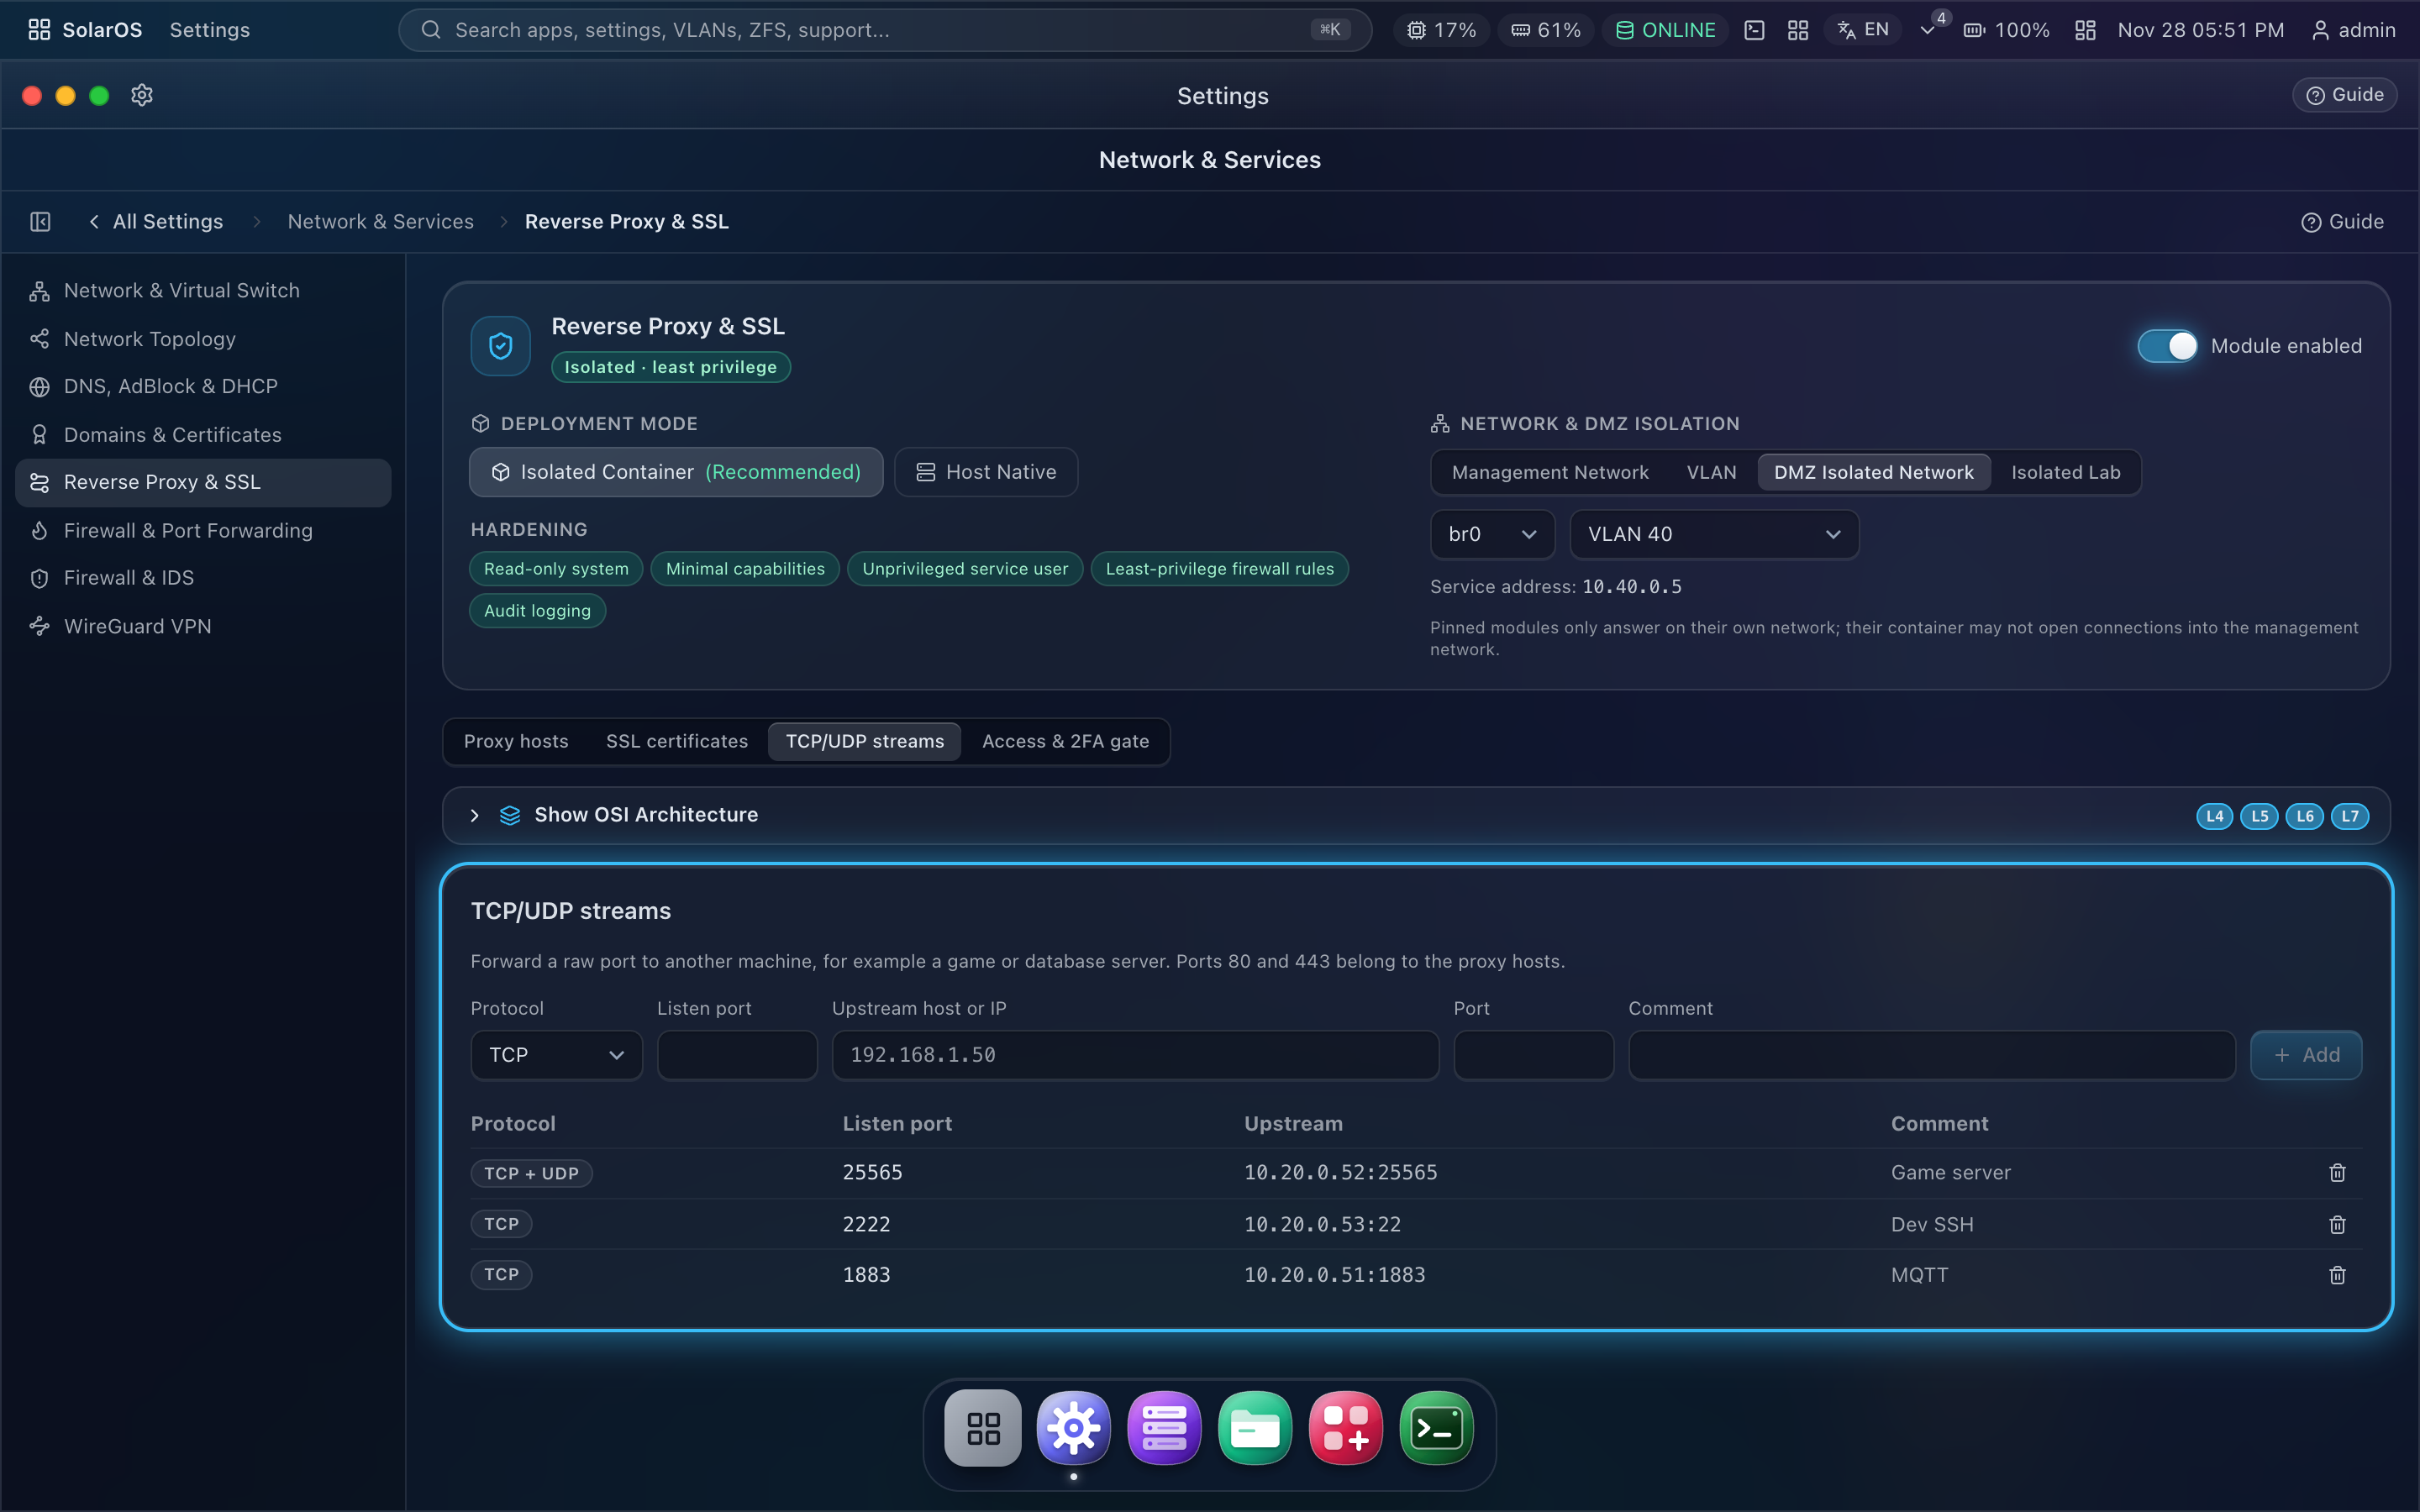 SolarOS Settings Search apps, settings, VLANs, ZFS, support... ⌘K 17% 61% ONLINE EN 4 100% Nov 28 05:51 PM admin
Settings Guide
Network & Services
All Settings Network & Services Reverse Proxy & SSL Guide
Network & Virtual Switch
Network Topology
DNS, AdBlock & DHCP
Domains & Certificates
Reverse Proxy & SSL
Firewall & Port Forwarding
Firewall & IDS
WireGuard VPN
Reverse Proxy & SSL
Isolated · least privilege
Module enabled
DEPLOYMENT MODE
Isolated Container (Recommended) Host Native
HARDENING
Read-only system Minimal capabilities Unprivileged service user Least-privilege firewall rules
Audit logging
NETWORK & DMZ ISOLATION
Management Network VLAN DMZ Isolated Network Isolated Lab
br0 VLAN 40
Service address: 10.40.0.5
Pinned modules only answer on their own network; their container may not open connections into the management
network.
Proxy hosts SSL certificates TCP/UDP streams Access & 2FA gate
Show OSI Architecture L4 L5 L6 L7
TCP/UDP streams
Forward a raw port to another machine, for example a game or database server. Ports 80 and 443 belong to the proxy hosts.
Protocol Listen port Upstream host or IP Port Comment
TCP 192.168.1.50 + Add
Protocol Listen port Upstream Comment
TCP + UDP 25565 10.20.0.52:25565 Game server
TCP 2222 10.20.0.53:22 Dev SSH
TCP 1883 10.20.0.51:1883 MQTT